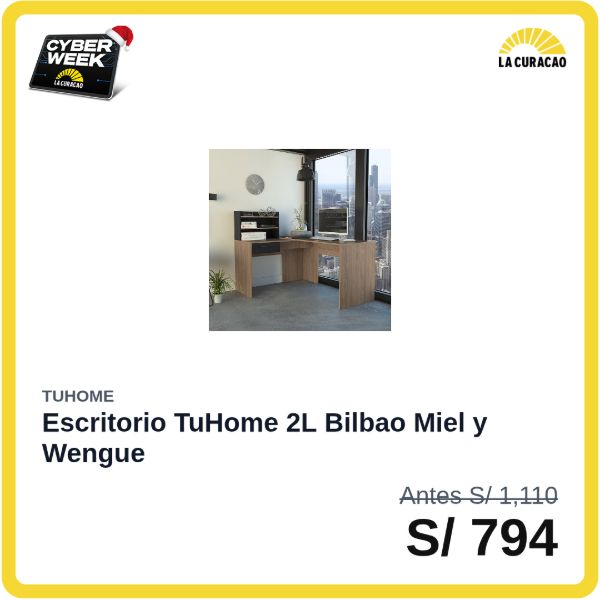 CYBER
WEEK
LA CURACAO
LA CURACAO
TUHOME
Escritorio TuHome 2L Bilbao Miel y
Wengue
Antes S/ 1,110
S/ 794